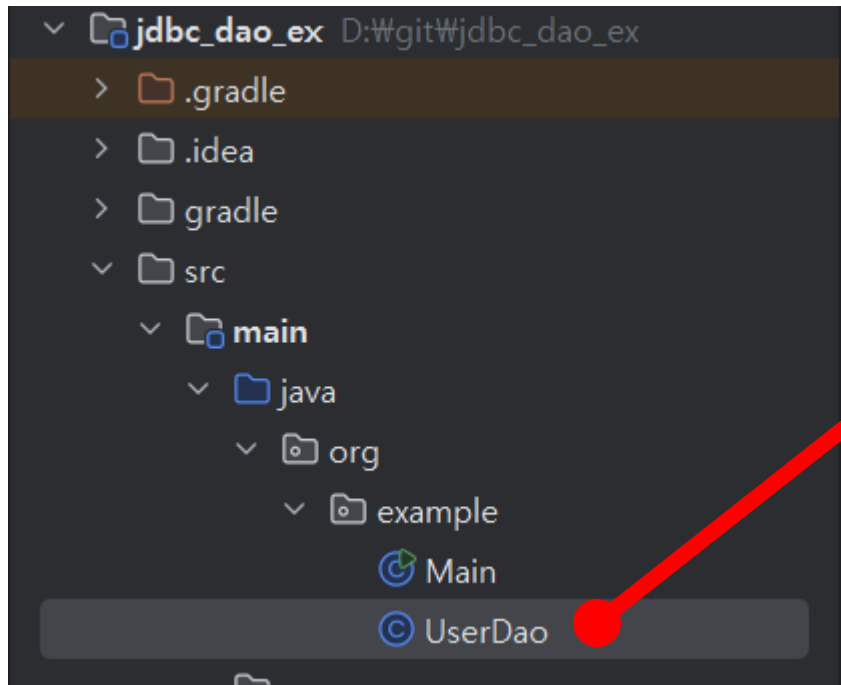 jdbc_dao_ex D:₩git₩jdbc_dao_ex
.gradle
.idea
gradle
src
main
java
org
example
Main
UserDao